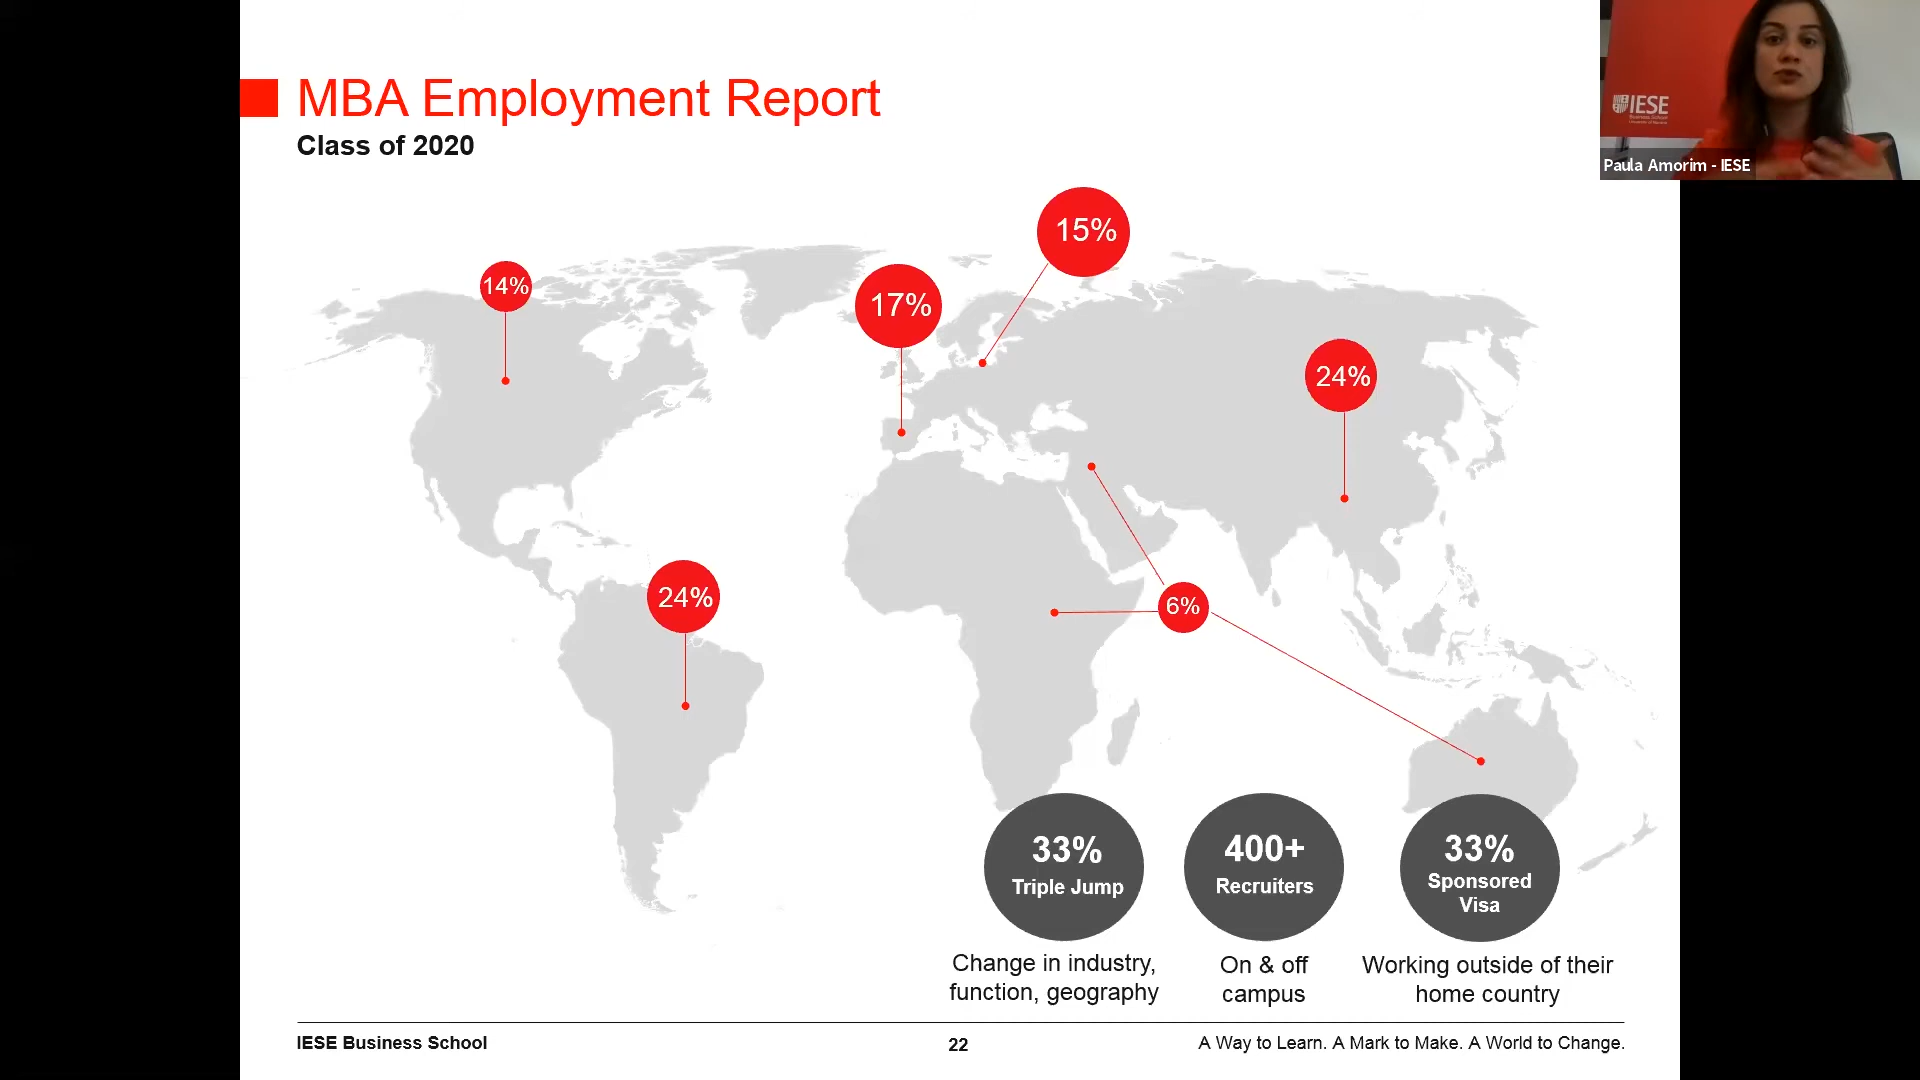 MBA Employment Report
Class of 2020
IESE
Paula Amorim - IESE
15%
14%
17%
24%
24%
6%
33%
Triple Jump
400+
Recruiters
33%
Sponsored
Visa
Change in industry,
function, geography
On & off
campus
Working outside of their
home country
IESE Business School
22
A Way to Learn. A Mark to Make. A World to Change.